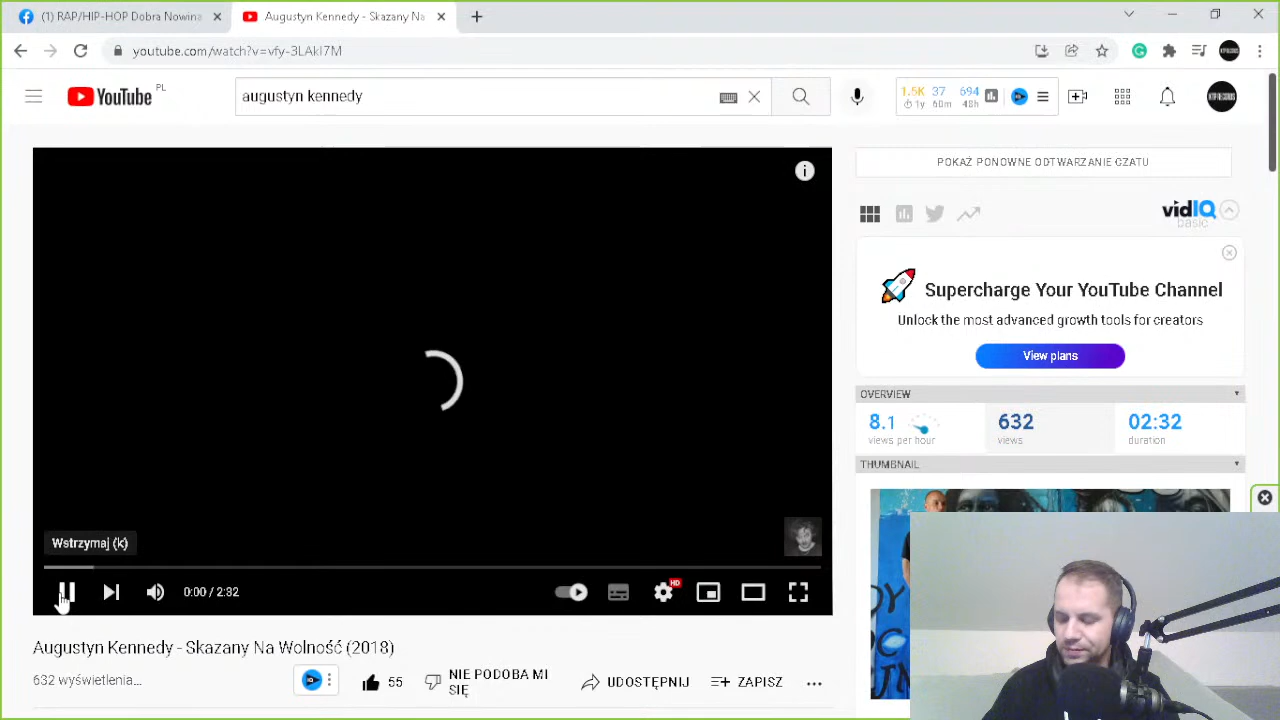 (1) RAP/HIP-HOP Dobra Nowina
Augustyn Kennedy - Skazany Na
youtube.com/watch?v=vfy-3LAkI7M
YouTube PL
augustyn kennedy
1.5K 37 694
1y 60m 48h
POKAŻ PONOWNE ODTWARZANIE CZATU
vidIQ
basic
Supercharge Your YouTube Channel
Unlock the most advanced growth tools for creators
View plans
OVERVIEW
8.1 632 02:32
views per hour views duration
THUMBNAIL
Wstrzymaj (k)
0:00 / 2:32
HD
Augustyn Kennedy - Skazany Na Wolność (2018)
632 wyświetlenia...
55
NIE PODOBA MI
SIĘ
UDOSTĘPNIJ
ZAPISZ